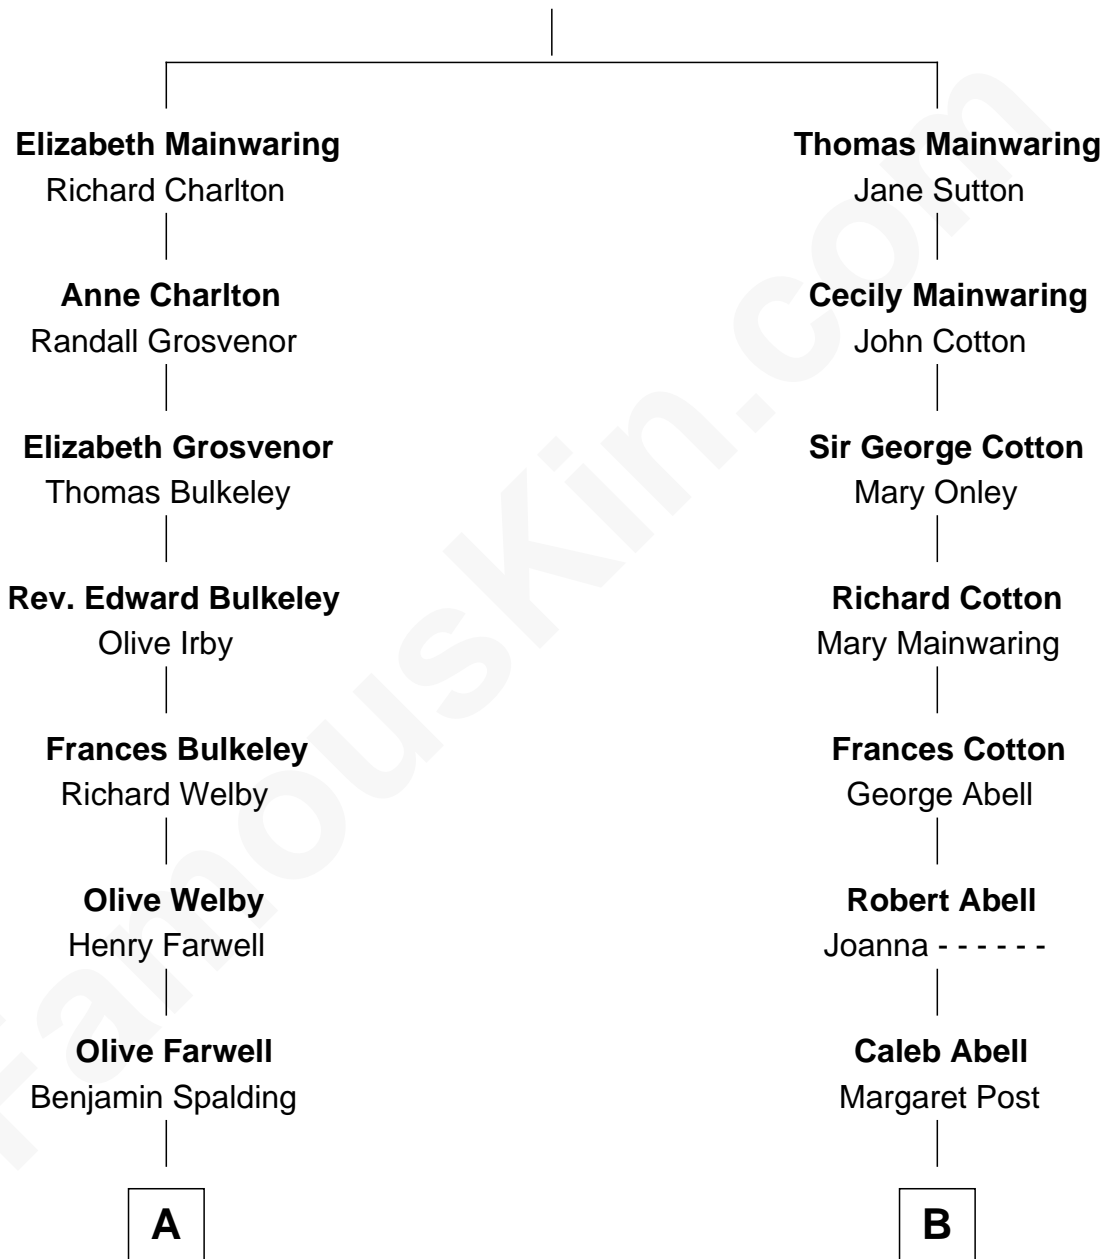 Elizabeth Mainwaring
Richard Charlton
Anne Charlton
Randall Grosvenor
Elizabeth Grosvenor
Thomas Bulkeley
Rev. Edward Bulkeley
Olive Irby
Frances Bulkeley
Richard Welby
Olive Welby
Henry Farwell
Olive Farwell
Benjamin Spalding
A
Thomas Mainwaring
Jane Sutton
Cecily Mainwaring
John Cotton
Sir George Cotton
Mary Onley
Richard Cotton
Mary Mainwaring
Frances Cotton
George Abell
Robert Abell
Joanna - - - - - -
Caleb Abell
Margaret Post
B
FamousKin.com